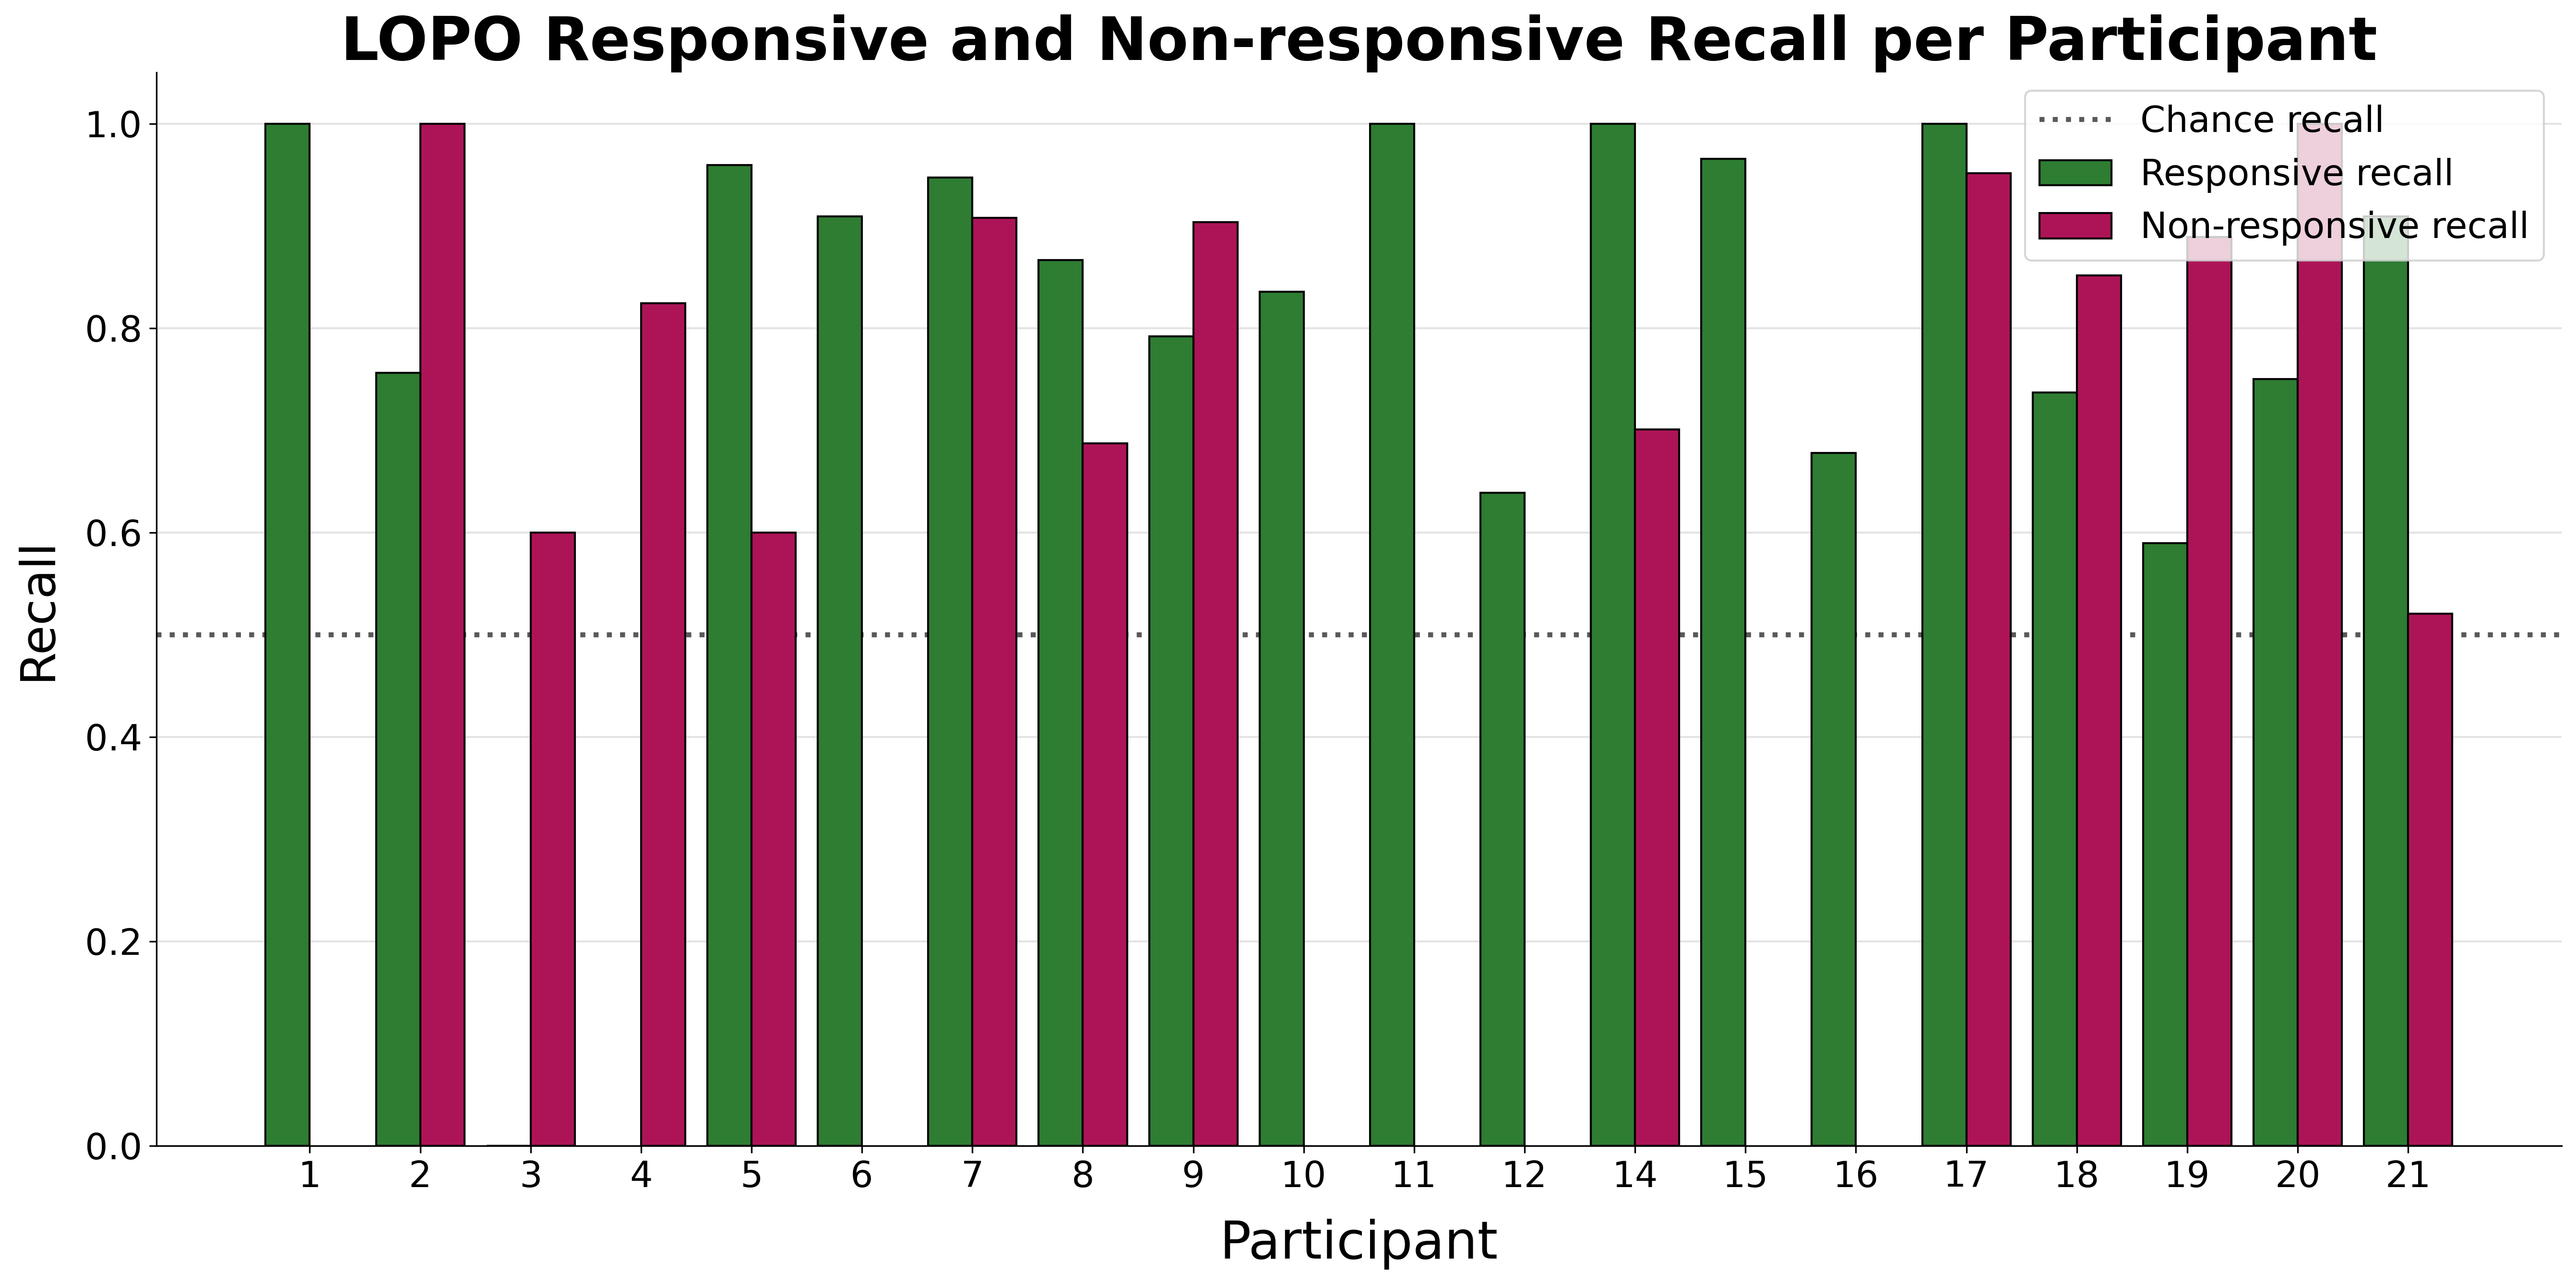 LOPO Responsive and Non-responsive Recall per Participant
Chance recall
Responsive recall
Non-responsive recall
Recall
1.0
0.8
0.6
0.4
0.2
0.0
1 2 3 4 5 6 7 8 9 10 11 12 14 15 16 17 18 19 20 21
Participant